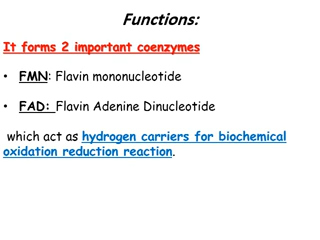 Functions:
It forms 2 important coenzymes
• FMN: Flavin mononucleotide
• FAD: Flavin Adenine Dinucleotide
which act as hydrogen carriers for biochemical
oxidation reduction reaction.